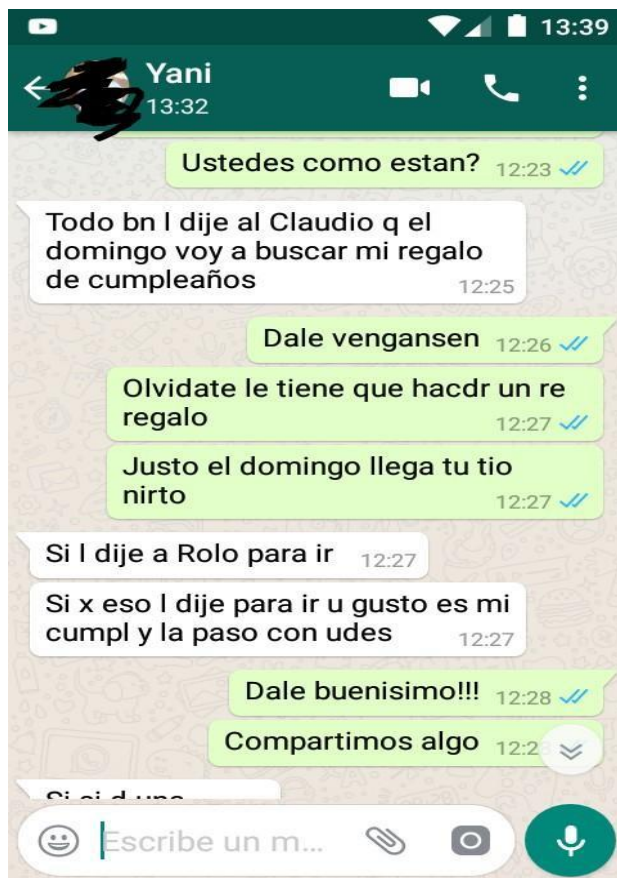 13:39
Yani
13:32
Ustedes como estan? 12:23
Todo bn l dije al Claudio q el
domingo voy a buscar mi regalo
de cumpleaños 12:25
Dale vengansen 12:26
Olvidate le tiene que hacdr un re
regalo 12:27
Justo el domingo llega tu tio
nirto 12:27
Si l dije a Rolo para ir 12:27
Si x eso l dije para ir u gusto es mi
cumpl y la paso con udes 12:27
Dale buenisimo!!! 12:28
Compartimos algo
Escribe un m...